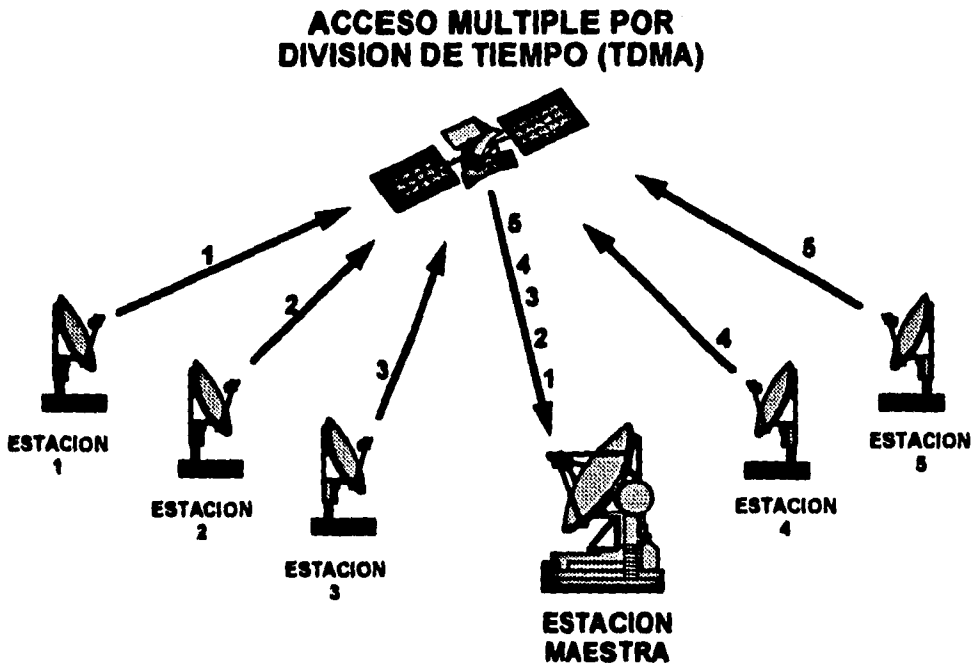 ACCESO MULTIPLE POR
DIVISION DE TIEMPO (TDMA)
1
2
3
5
4
3
2
1
4
5
ESTACION
1
ESTACION
2
ESTACION
3
ESTACION
MAESTRA
ESTACION
4
ESTACION
5